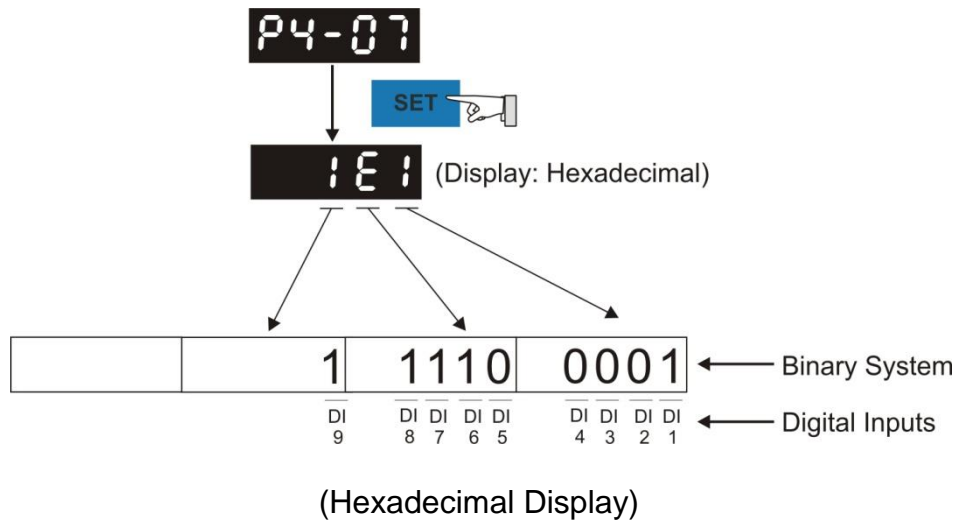 P4-07
SET
1E1 (Display: Hexadecimal)
1 1110 0001 Binary System
DI 9 DI 8 DI 7 DI 6 DI 5 DI 4 DI 3 DI 2 DI 1 Digital Inputs
(Hexadecimal Display)